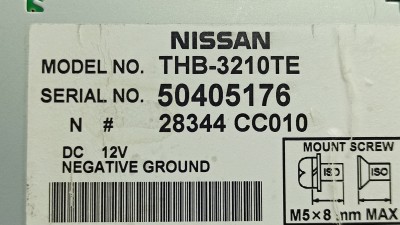 NISSAN
MODEL NO. THB-3210TE
SERIAL NO. 50405176
N # 28344 CC010
DC 12V
NEGATIVE GROUND
MOUNT SCREW
ISO ISO
M5×8 mm MAX